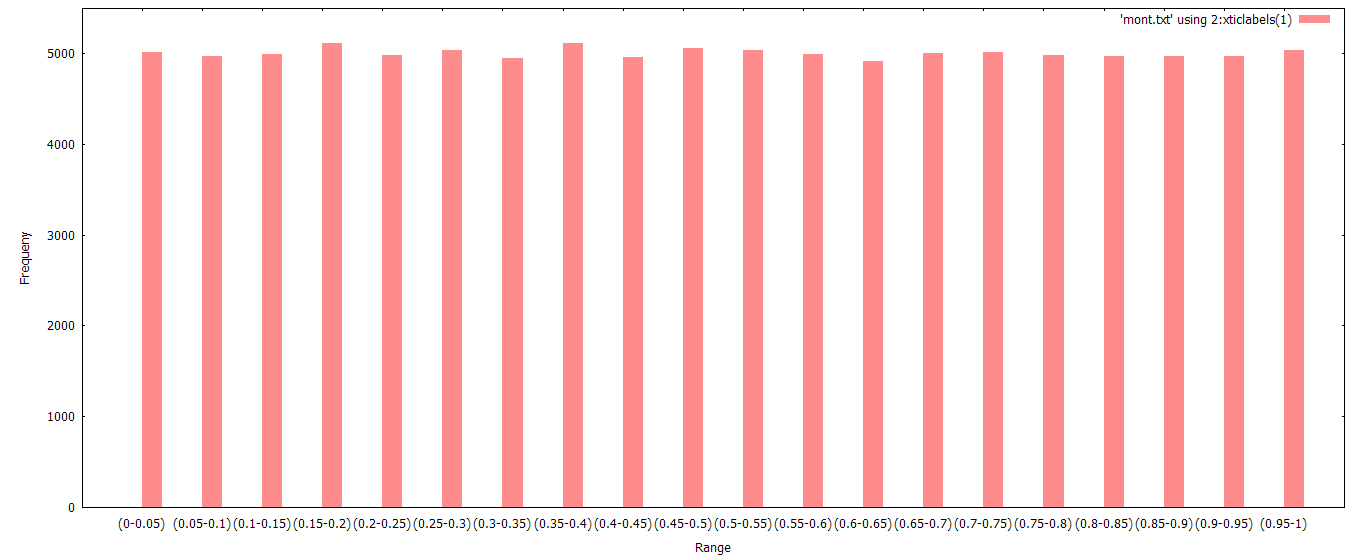 'mont.txt' using 2:xticlabels(1)
5000
4000
3000
2000
1000
0
Frequeny
(0-0.05) (0.05-0.1) (0.1-0.15) (0.15-0.2) (0.2-0.25) (0.25-0.3) (0.3-0.35) (0.35-0.4) (0.4-0.45) (0.45-0.5) (0.5-0.55) (0.55-0.6) (0.6-0.65) (0.65-0.7) (0.7-0.75) (0.75-0.8) (0.8-0.85) (0.85-0.9) (0.9-0.95) (0.95-1)
Range